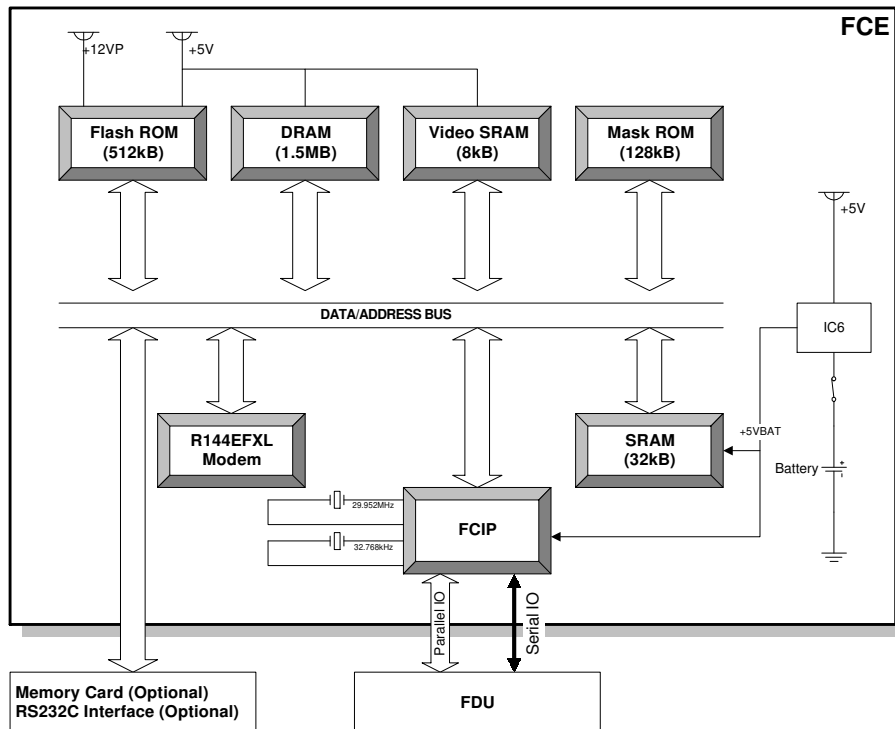 FCE
+12VP
+5V
Flash ROM
(512kB)
DRAM
(1.5MB)
Video SRAM
(8kB)
Mask ROM
(128kB)
+5V
DATA/ADDRESS BUS
IC6
R144EFXL
Modem
SRAM
(32kB)
+5VBAT
Battery
+
-
29.952MHz
32.768kHz
FCIP
Parallel IO
Serial IO
Memory Card (Optional)
RS232C Interface (Optional)
FDU